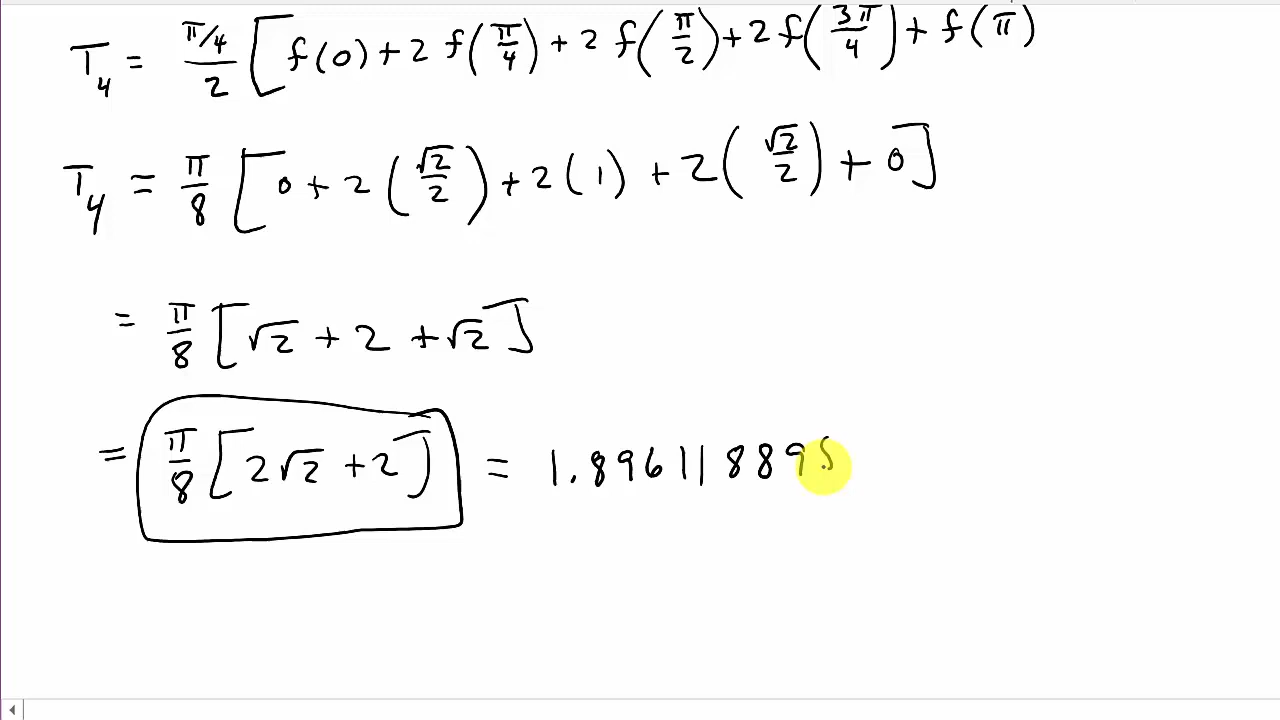 T₄ = (π/4)/2 [f(0) + 2 f(π/4) + 2 f(π/2) + 2 f(3π/4) + f(π)
T₄ = π/8 [0 + 2(√2/2) + 2(1) + 2(√2/2) + 0]
= π/8 [√2 + 2 + √2]
= π/8 [2√2 + 2] = 1.89611889